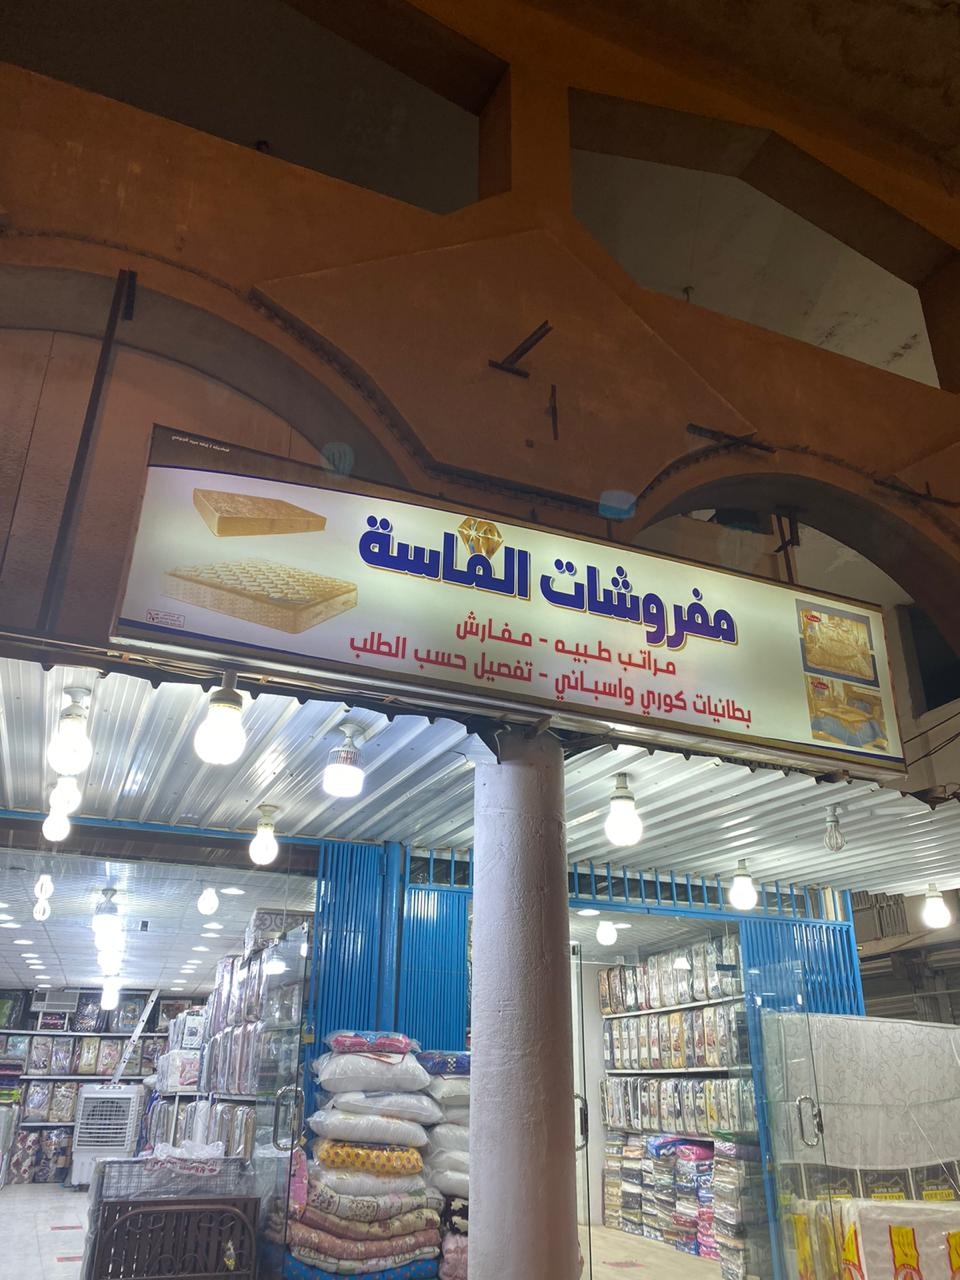 مفروشات الماسة
مراتب طبيه - مفارش
بطانيات كوري واسباني - تفصيل حسب الطلب